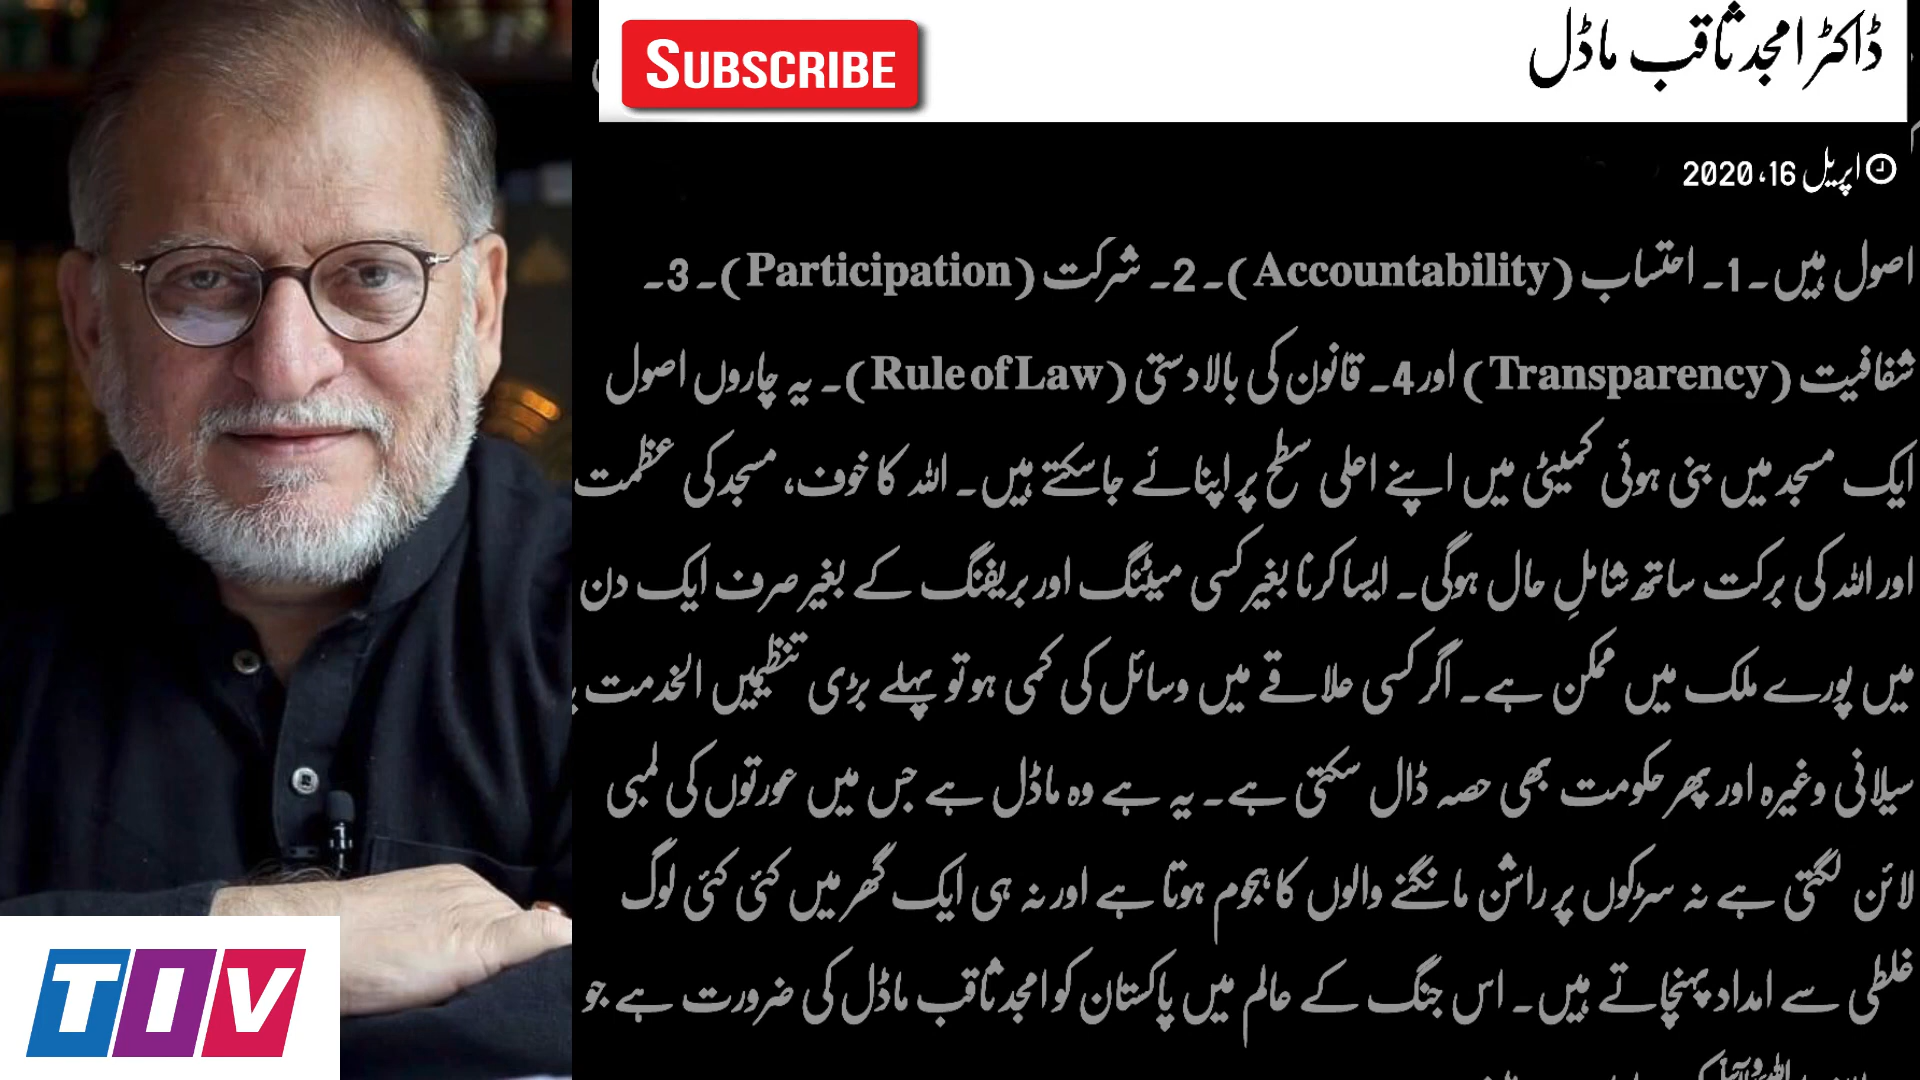 SUBSCRIBE
ڈاکٹر امجد ثاقب ماڈل
اپریل 16، 2020
اصول ہیں۔1۔ احتساب (Accountability)۔2۔ شرکت (Participation)۔3۔
شفافیت (Transparency) اور 4۔ قانون کی بالادستی (Rule of Law)۔ یہ چاروں اصول
ایک مسجد میں بنی ہوئی کمیٹی میں اپنے اعلی سطح پر اپنائے جاسکتے ہیں۔ اللہ کا خوف، مسجد کی عظمت
اور اللہ کی برکت ساتھ شاملِ حال ہوگی۔ ایسا کرنا بغیر کسی میٹنگ اور بریفنگ کے بغیر صرف ایک دن
میں پورے ملک میں ممکن ہے۔ اگر کسی علاقے میں وسائل کی کمی ہو تو پہلے بڑی تنظیمیں الخدمت
سیلانی وغیرہ اور پھر حکومت بھی حصہ ڈال سکتی ہے۔ یہ ہے وہ ماڈل ہے جس میں عورتوں کی لمبی
لائن لگتی ہے نہ سڑکوں پر راشن مانگنے والوں کا ہجوم ہوتا ہے اور نہ ہی ایک گھر میں کئی کئی لوگ
غلطی سے امداد پہنچاتے ہیں۔ اس جنگ کے عالم میں پاکستان کو امجد ثاقب ماڈل کی ضرورت ہے جو
TIV